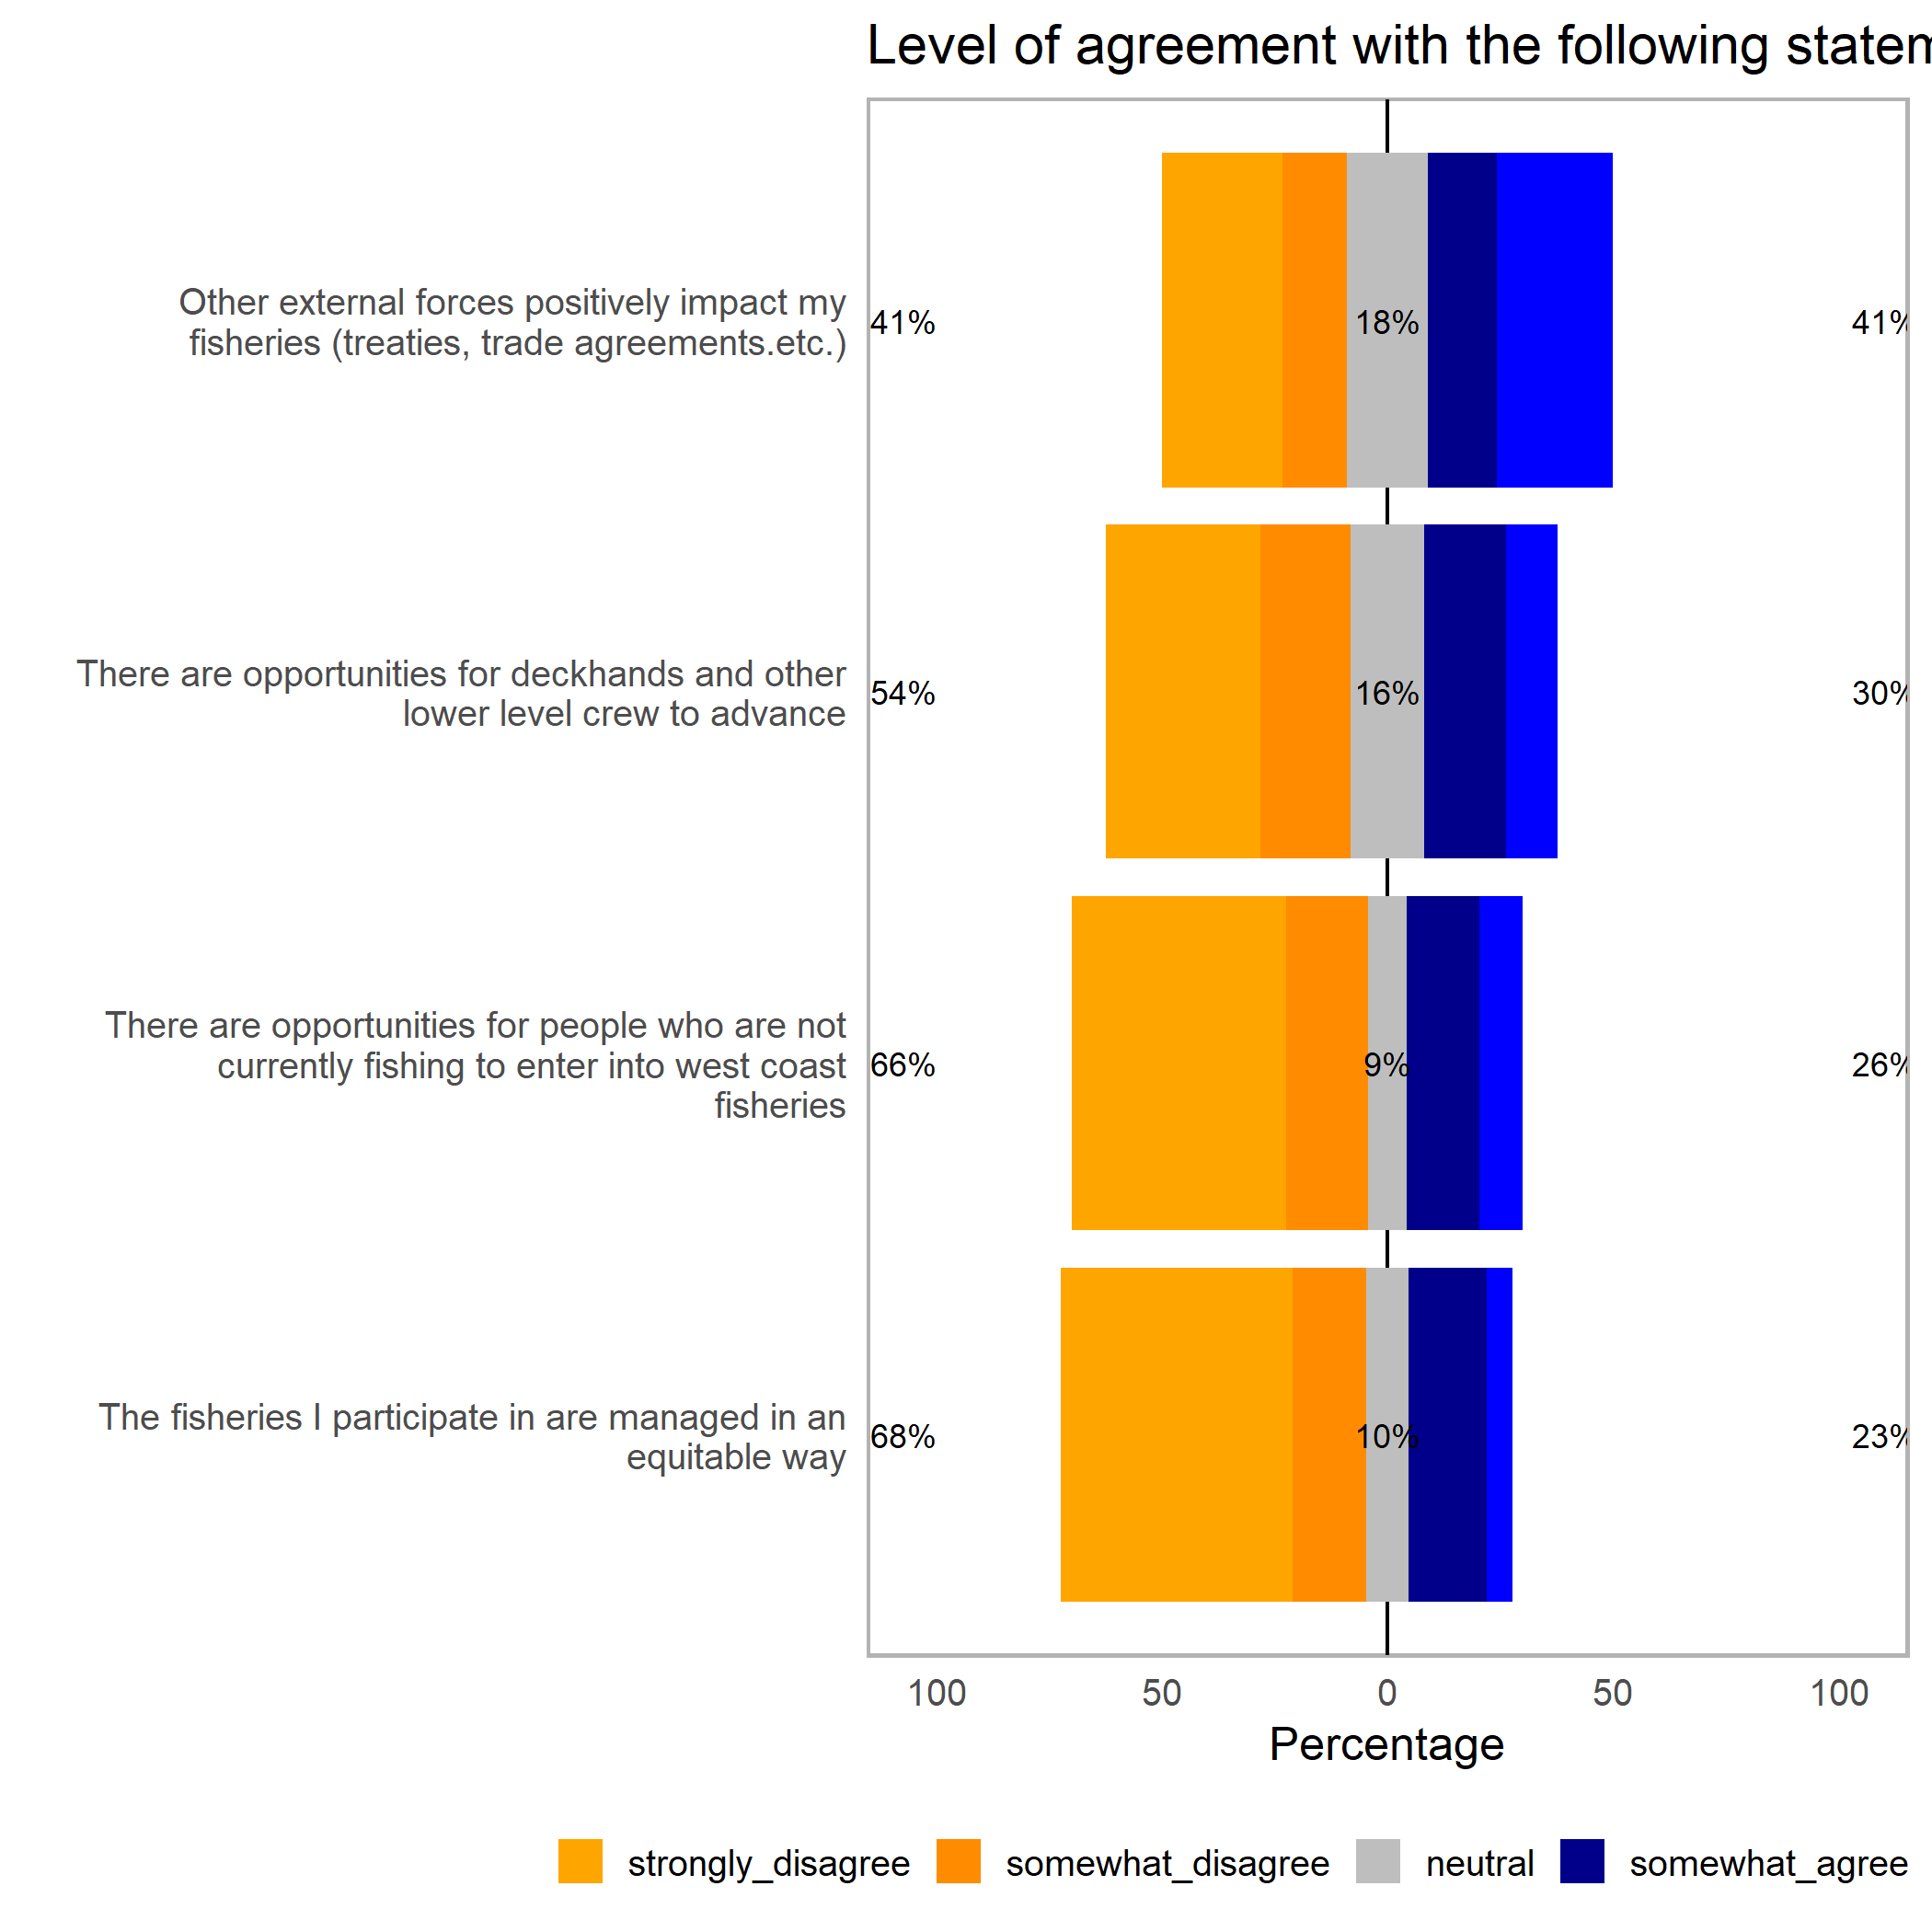 Level of agreement with the following statem
Other external forces positively impact my
fisheries (treaties, trade agreements.etc.)
41%
18%
41%
There are opportunities for deckhands and other
lower level crew to advance
54%
16%
30%
There are opportunities for people who are not
currently fishing to enter into west coast
fisheries
66%
9%
26%
The fisheries I participate in are managed in an
equitable way
68%
10%
23%
100 50 0 50 100
Percentage
strongly_disagree somewhat_disagree neutral somewhat_agree